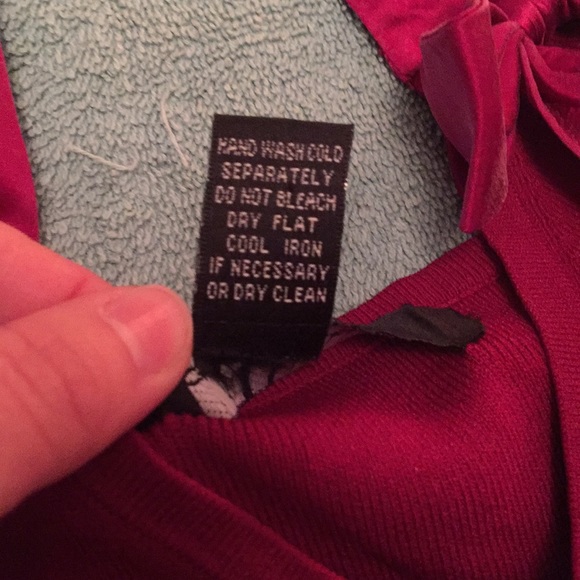 HAND WASH COLD
SEPARATELY
DO NOT BLEACH
DRY FLAT
COOL IRON
IF NECESSARY
OR DRY CLEAN